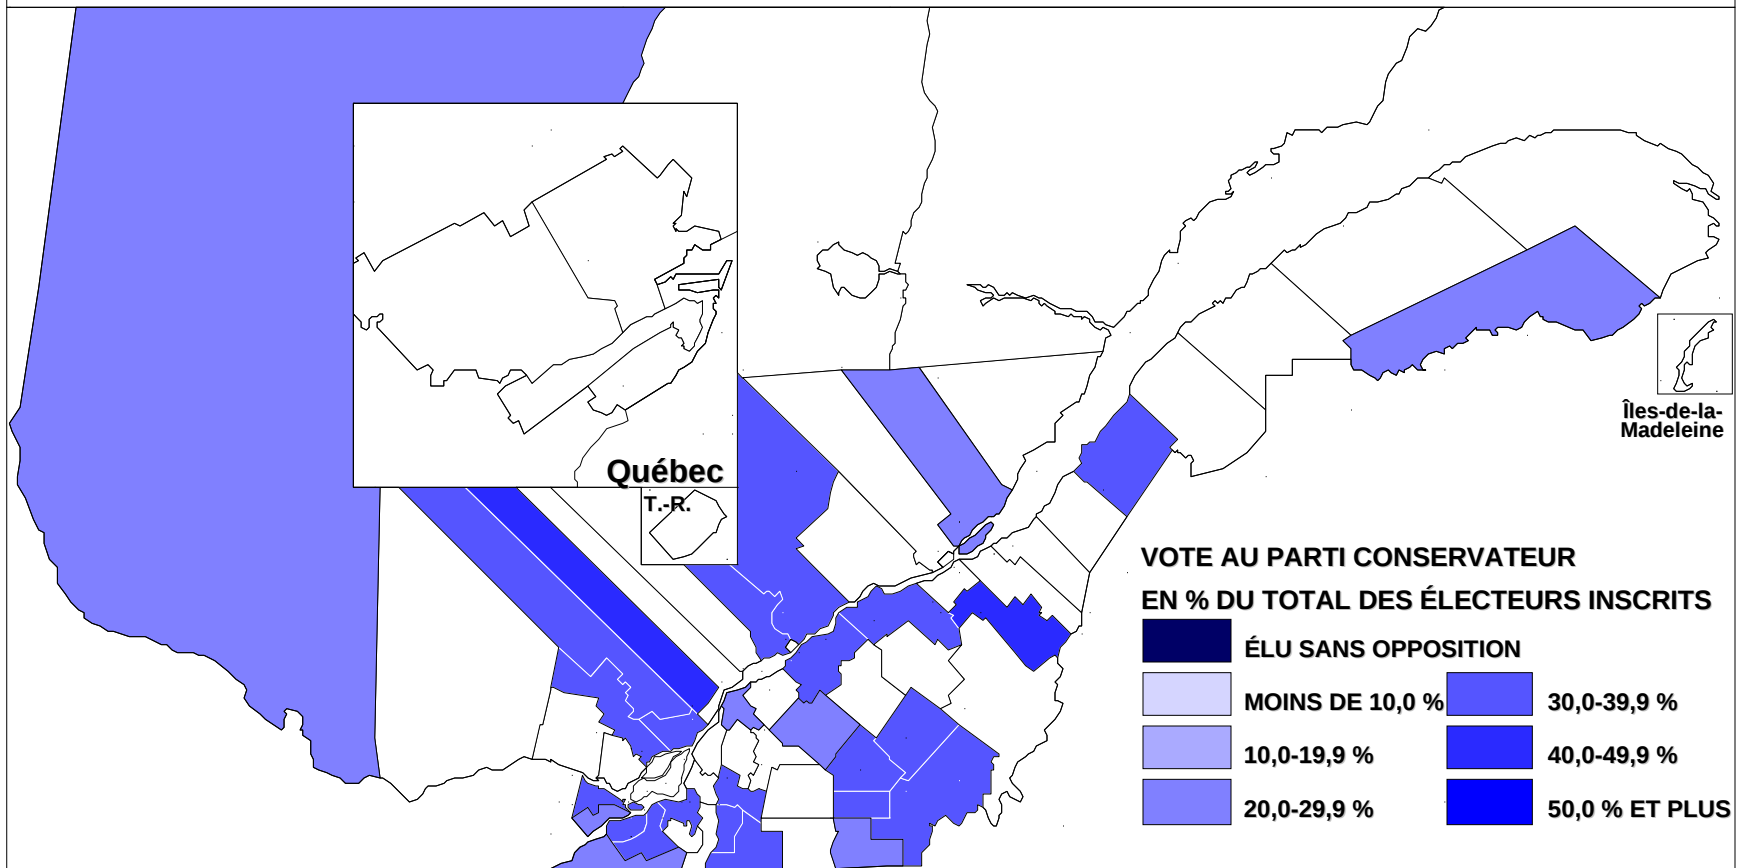 Québec
T.-R.
Îles-de-la-
Madeleine
VOTE AU PARTI CONSERVATEUR
EN % DU TOTAL DES ÉLECTEURS INSCRITS
ÉLU SANS OPPOSITION
MOINS DE 10,0 %
30,0-39,9 %
10,0-19,9 %
40,0-49,9 %
20,0-29,9 %
50,0 % ET PLUS